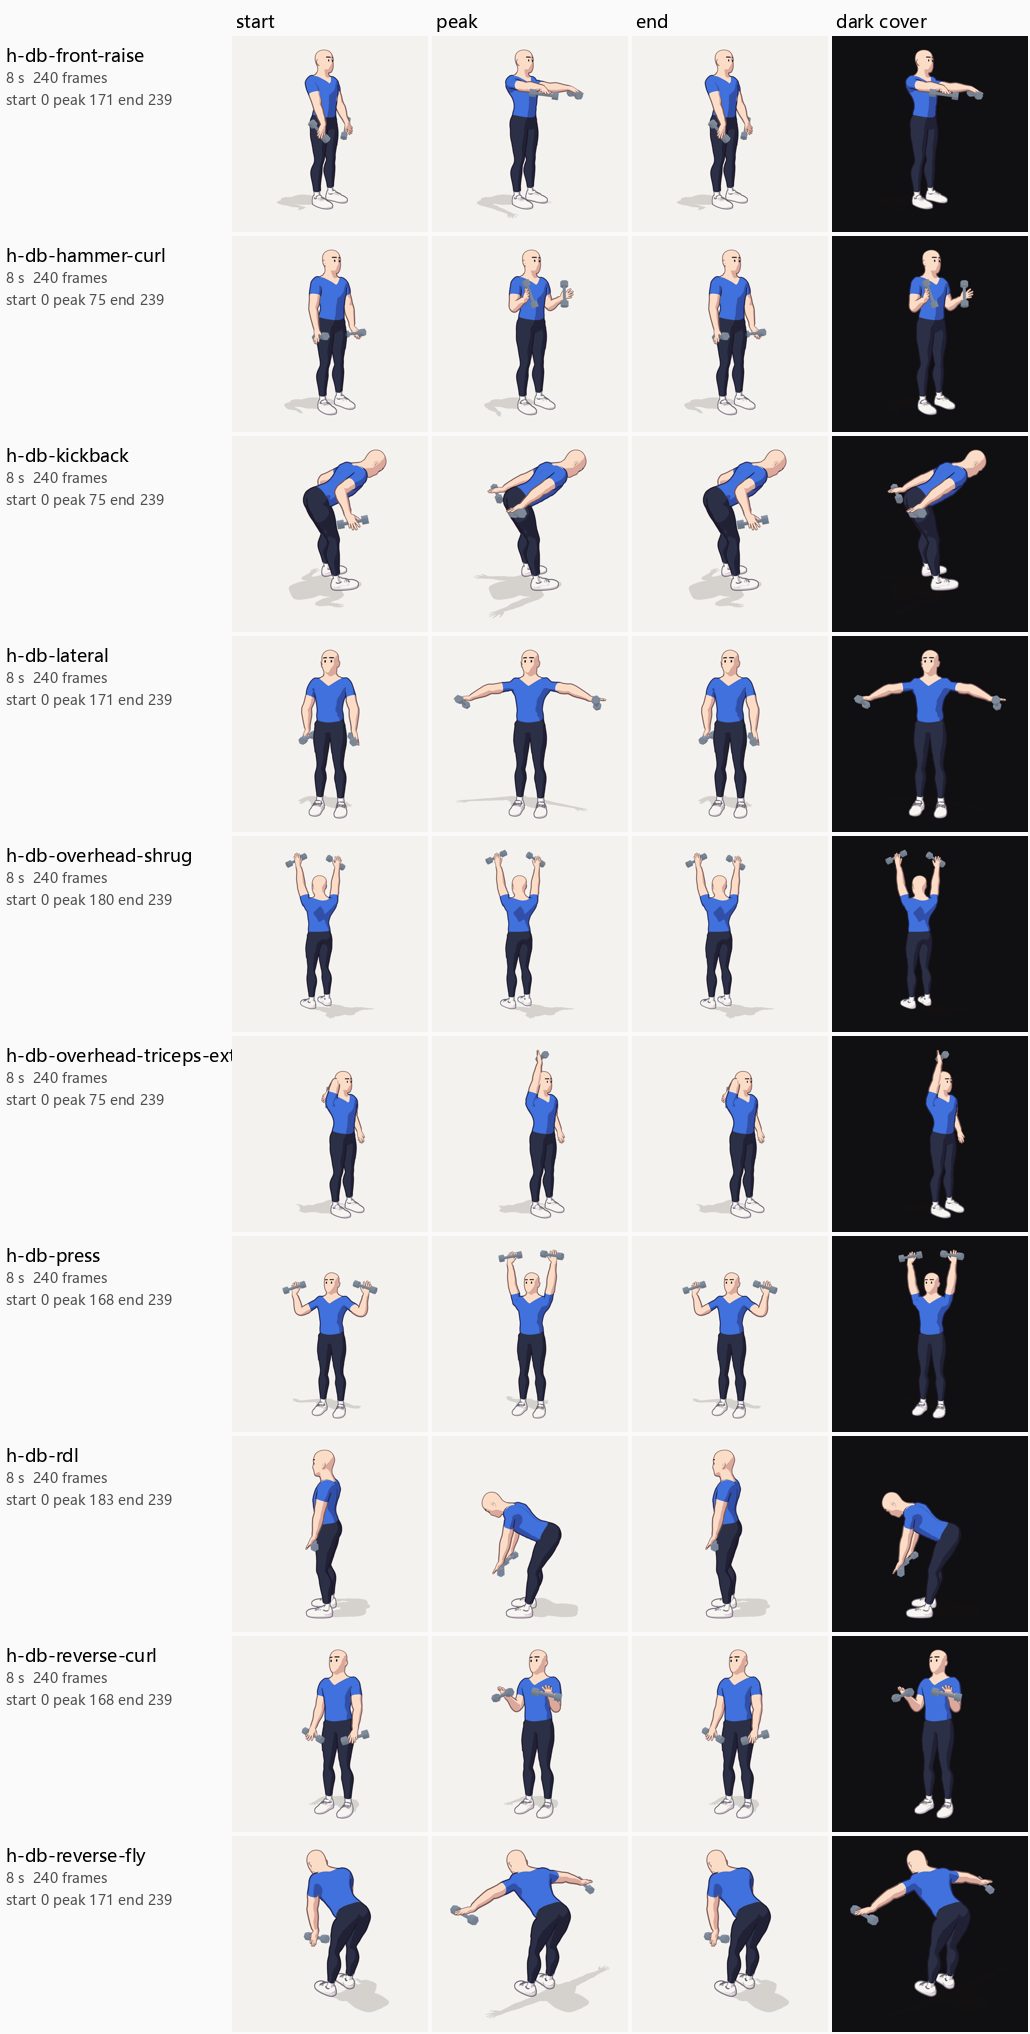 start peak end dark cover
h-db-front-raise
8 s 240 frames
start 0 peak 171 end 239
h-db-hammer-curl
8 s 240 frames
start 0 peak 75 end 239
h-db-kickback
8 s 240 frames
start 0 peak 75 end 239
h-db-lateral
8 s 240 frames
start 0 peak 171 end 239
h-db-overhead-shrug
8 s 240 frames
start 0 peak 180 end 239
h-db-overhead-triceps-ext
8 s 240 frames
start 0 peak 75 end 239
h-db-press
8 s 240 frames
start 0 peak 168 end 239
h-db-rdl
8 s 240 frames
start 0 peak 183 end 239
h-db-reverse-curl
8 s 240 frames
start 0 peak 168 end 239
h-db-reverse-fly
8 s 240 frames
start 0 peak 171 end 239